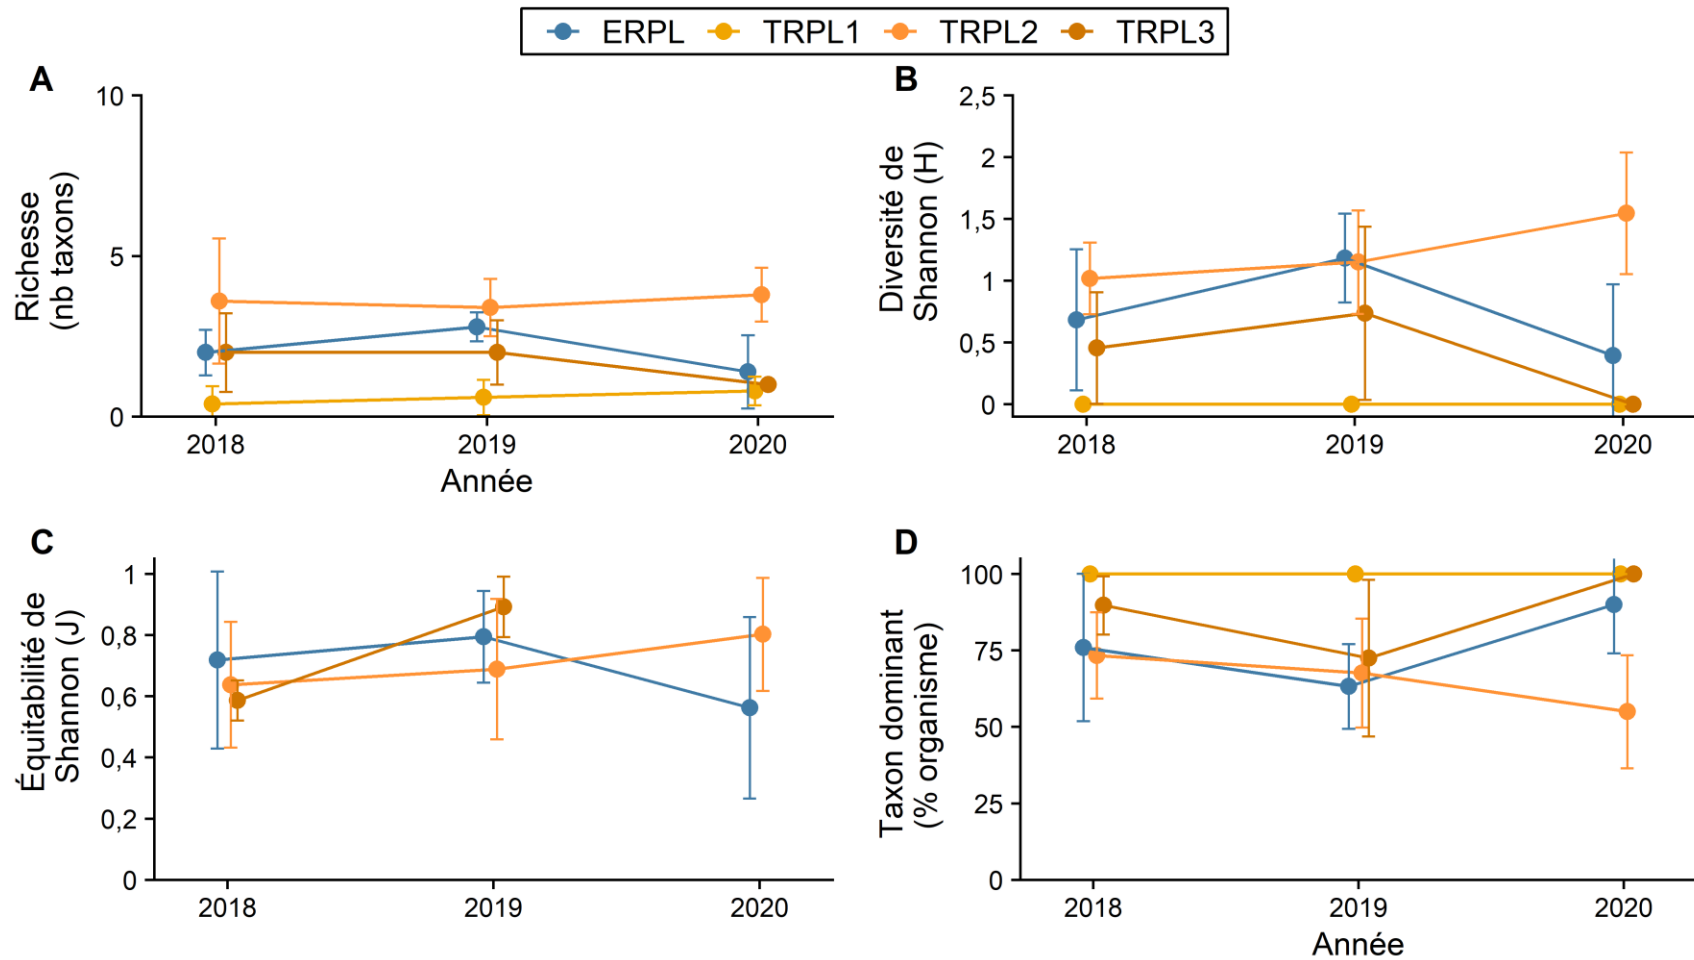 ERPL TRPL1 TRPL2 TRPL3
A
Richesse
(nb taxons)
10
5
0
2018 2019 2020
Année
B
Diversité de
Shannon (H)
2,5
2
1,5
1
0,5
0
2018 2019 2020
C
Équitabilité de
Shannon (J)
1
0,8
0,6
0,4
0,2
0
2018 2019 2020
D
Taxon dominant
(% organisme)
100
75
50
25
0
2018 2019 2020
Année